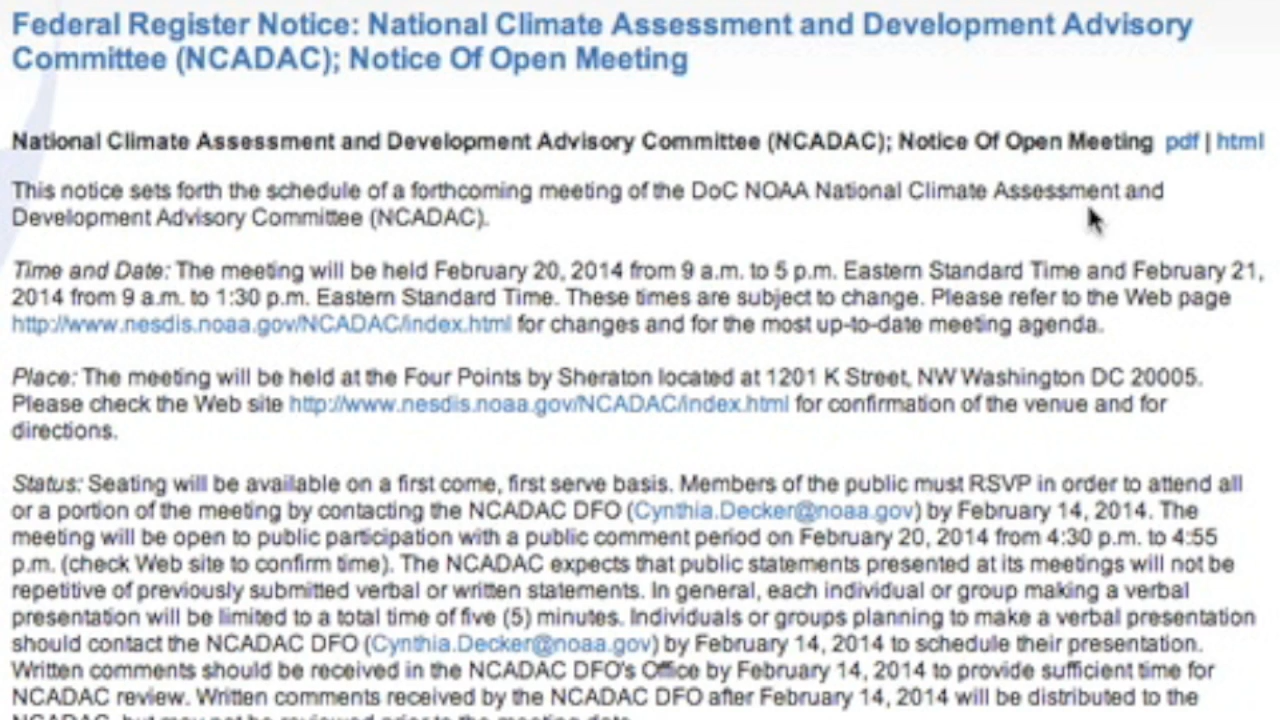 Federal Register Notice: National Climate Assessment and Development Advisory
Committee (NCADAC); Notice Of Open Meeting
National Climate Assessment and Development Advisory Committee (NCADAC); Notice Of Open Meeting pdf | html
This notice sets forth the schedule of a forthcoming meeting of the DoC NOAA National Climate Assessment and
Development Advisory Committee (NCADAC).
Time and Date: The meeting will be held February 20, 2014 from 9 a.m. to 5 p.m. Eastern Standard Time and February 21,
2014 from 9 a.m. to 1:30 p.m. Eastern Standard Time. These times are subject to change. Please refer to the Web page
http://www.nesdis.noaa.gov/NCADAC/index.html for changes and for the most up-to-date meeting agenda.
Place: The meeting will be held at the Four Points by Sheraton located at 1201 K Street, NW Washington DC 20005.
Please check the Web site http://www.nesdis.noaa.gov/NCADAC/index.html for confirmation of the venue and for
directions.
Status: Seating will be available on a first come, first serve basis. Members of the public must RSVP in order to attend all
or a portion of the meeting by contacting the NCADAC DFO (Cynthia.Decker@noaa.gov) by February 14, 2014. The
meeting will be open to public participation with a public comment period on February 20, 2014 from 4:30 p.m. to 4:55
p.m. (check Web site to confirm time). The NCADAC expects that public statements presented at its meetings will not be
repetitive of previously submitted verbal or written statements. In general, each individual or group making a verbal
presentation will be limited to a total time of five (5) minutes. Individuals or groups planning to make a verbal presentation
should contact the NCADAC DFO (Cynthia.Decker@noaa.gov) by February 14, 2014 to schedule their presentation.
Written comments should be received in the NCADAC DFO's Office by February 14, 2014 to provide sufficient time for
NCADAC review. Written comments received by the NCADAC DFO after February 14, 2014 will be distributed to the
NCADAC, but may not be reviewed prior to the meeting date.